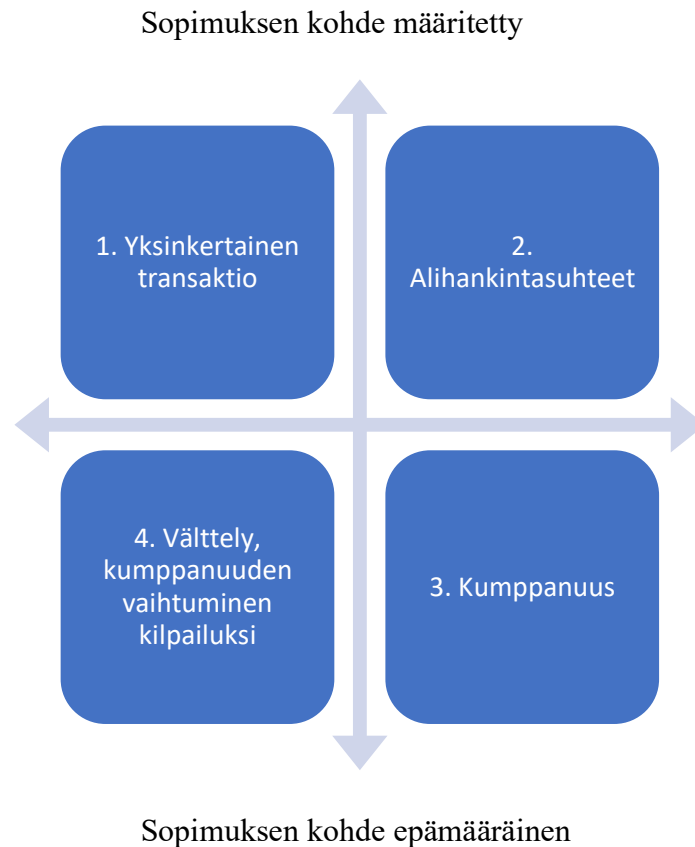 Sopimuksen kohde määritetty
1. Yksinkertainen
transaktio
2.
Alihankintasuhteet
4. Välttely,
kumppanuuden
vaihtuminen
kilpailuksi
3. Kumppanuus
Sopimuksen kohde epämääräinen